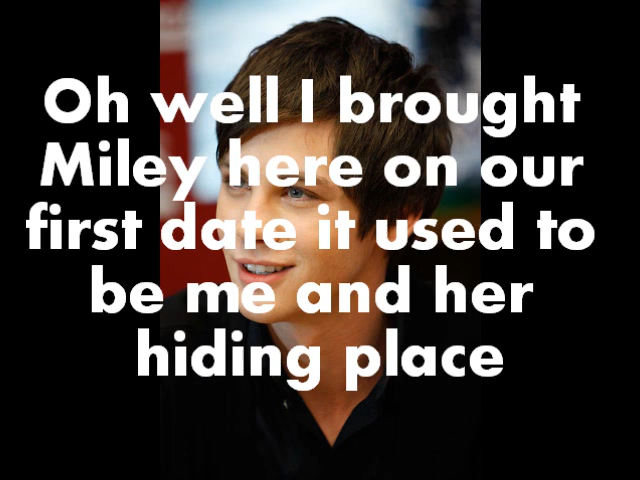 Oh well I brought
Miley here on our
first date it used to
be me and her
hiding place